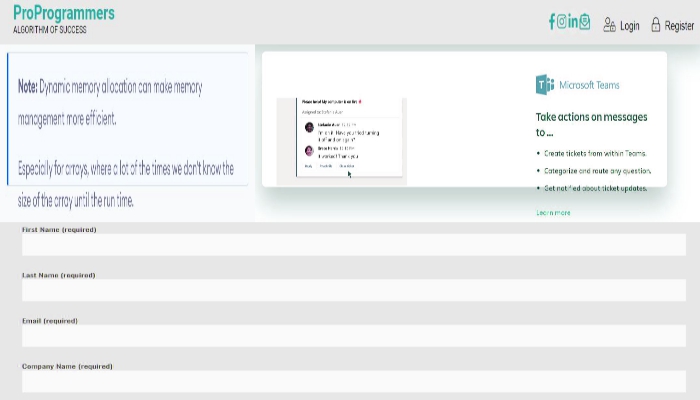 ProProgrammers
ALGORITHM OF SUCCESS
Login
Register
Note: Dynamic memory allocation can make memory
management more efficient.
Especially for arrays, where a lot of the times we don't know the
size of the array until the run time.
Microsoft Teams
Take actions on messages
to ...
Create tickets from within Teams.
Categorize and route any question.
Get notified about ticket updates.
Learn more
First Name (required)
Last Name (required)
Email (required)
Company Name (required)